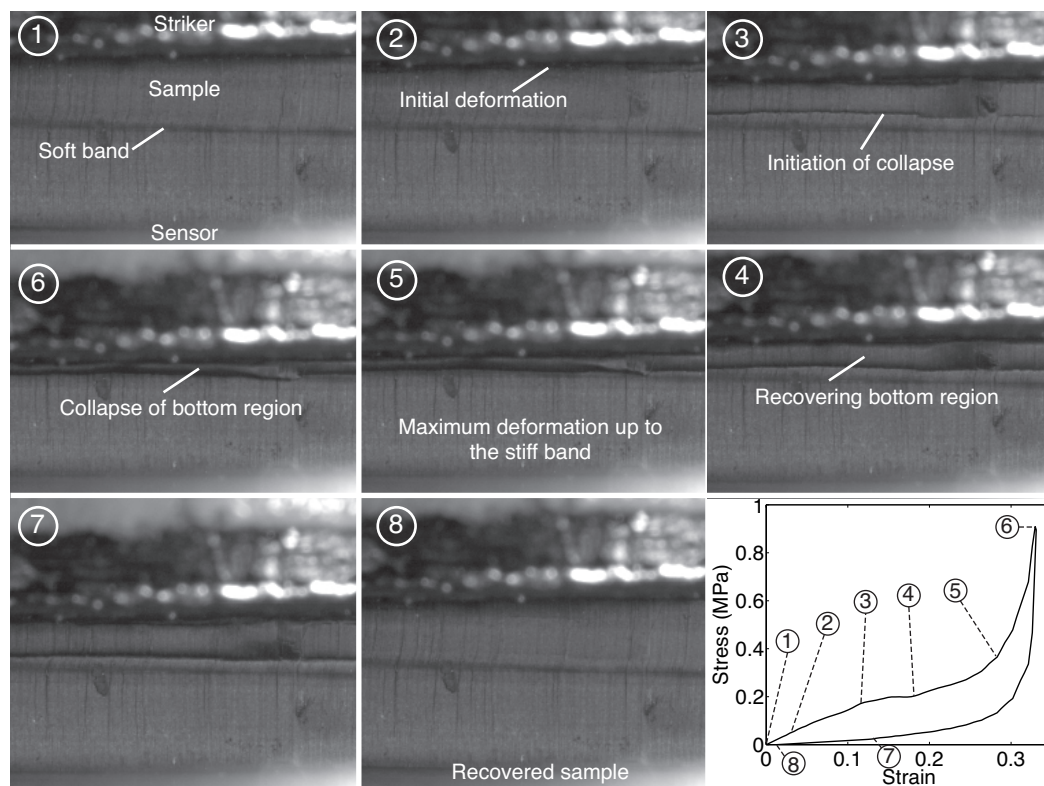 1
Striker
Sample
Soft band
Sensor
2
Initial deformation
3
Initiation of collapse
6
Collapse of bottom region
5
Maximum deformation up to
the stiff band
4
Recovering bottom region
7
8
Recovered sample
1
0.8
0.6
0.4
0.2
0
Stress (MPa)
0 0.1 0.2 0.3
Strain
1
2
3
4
5
6
7
8